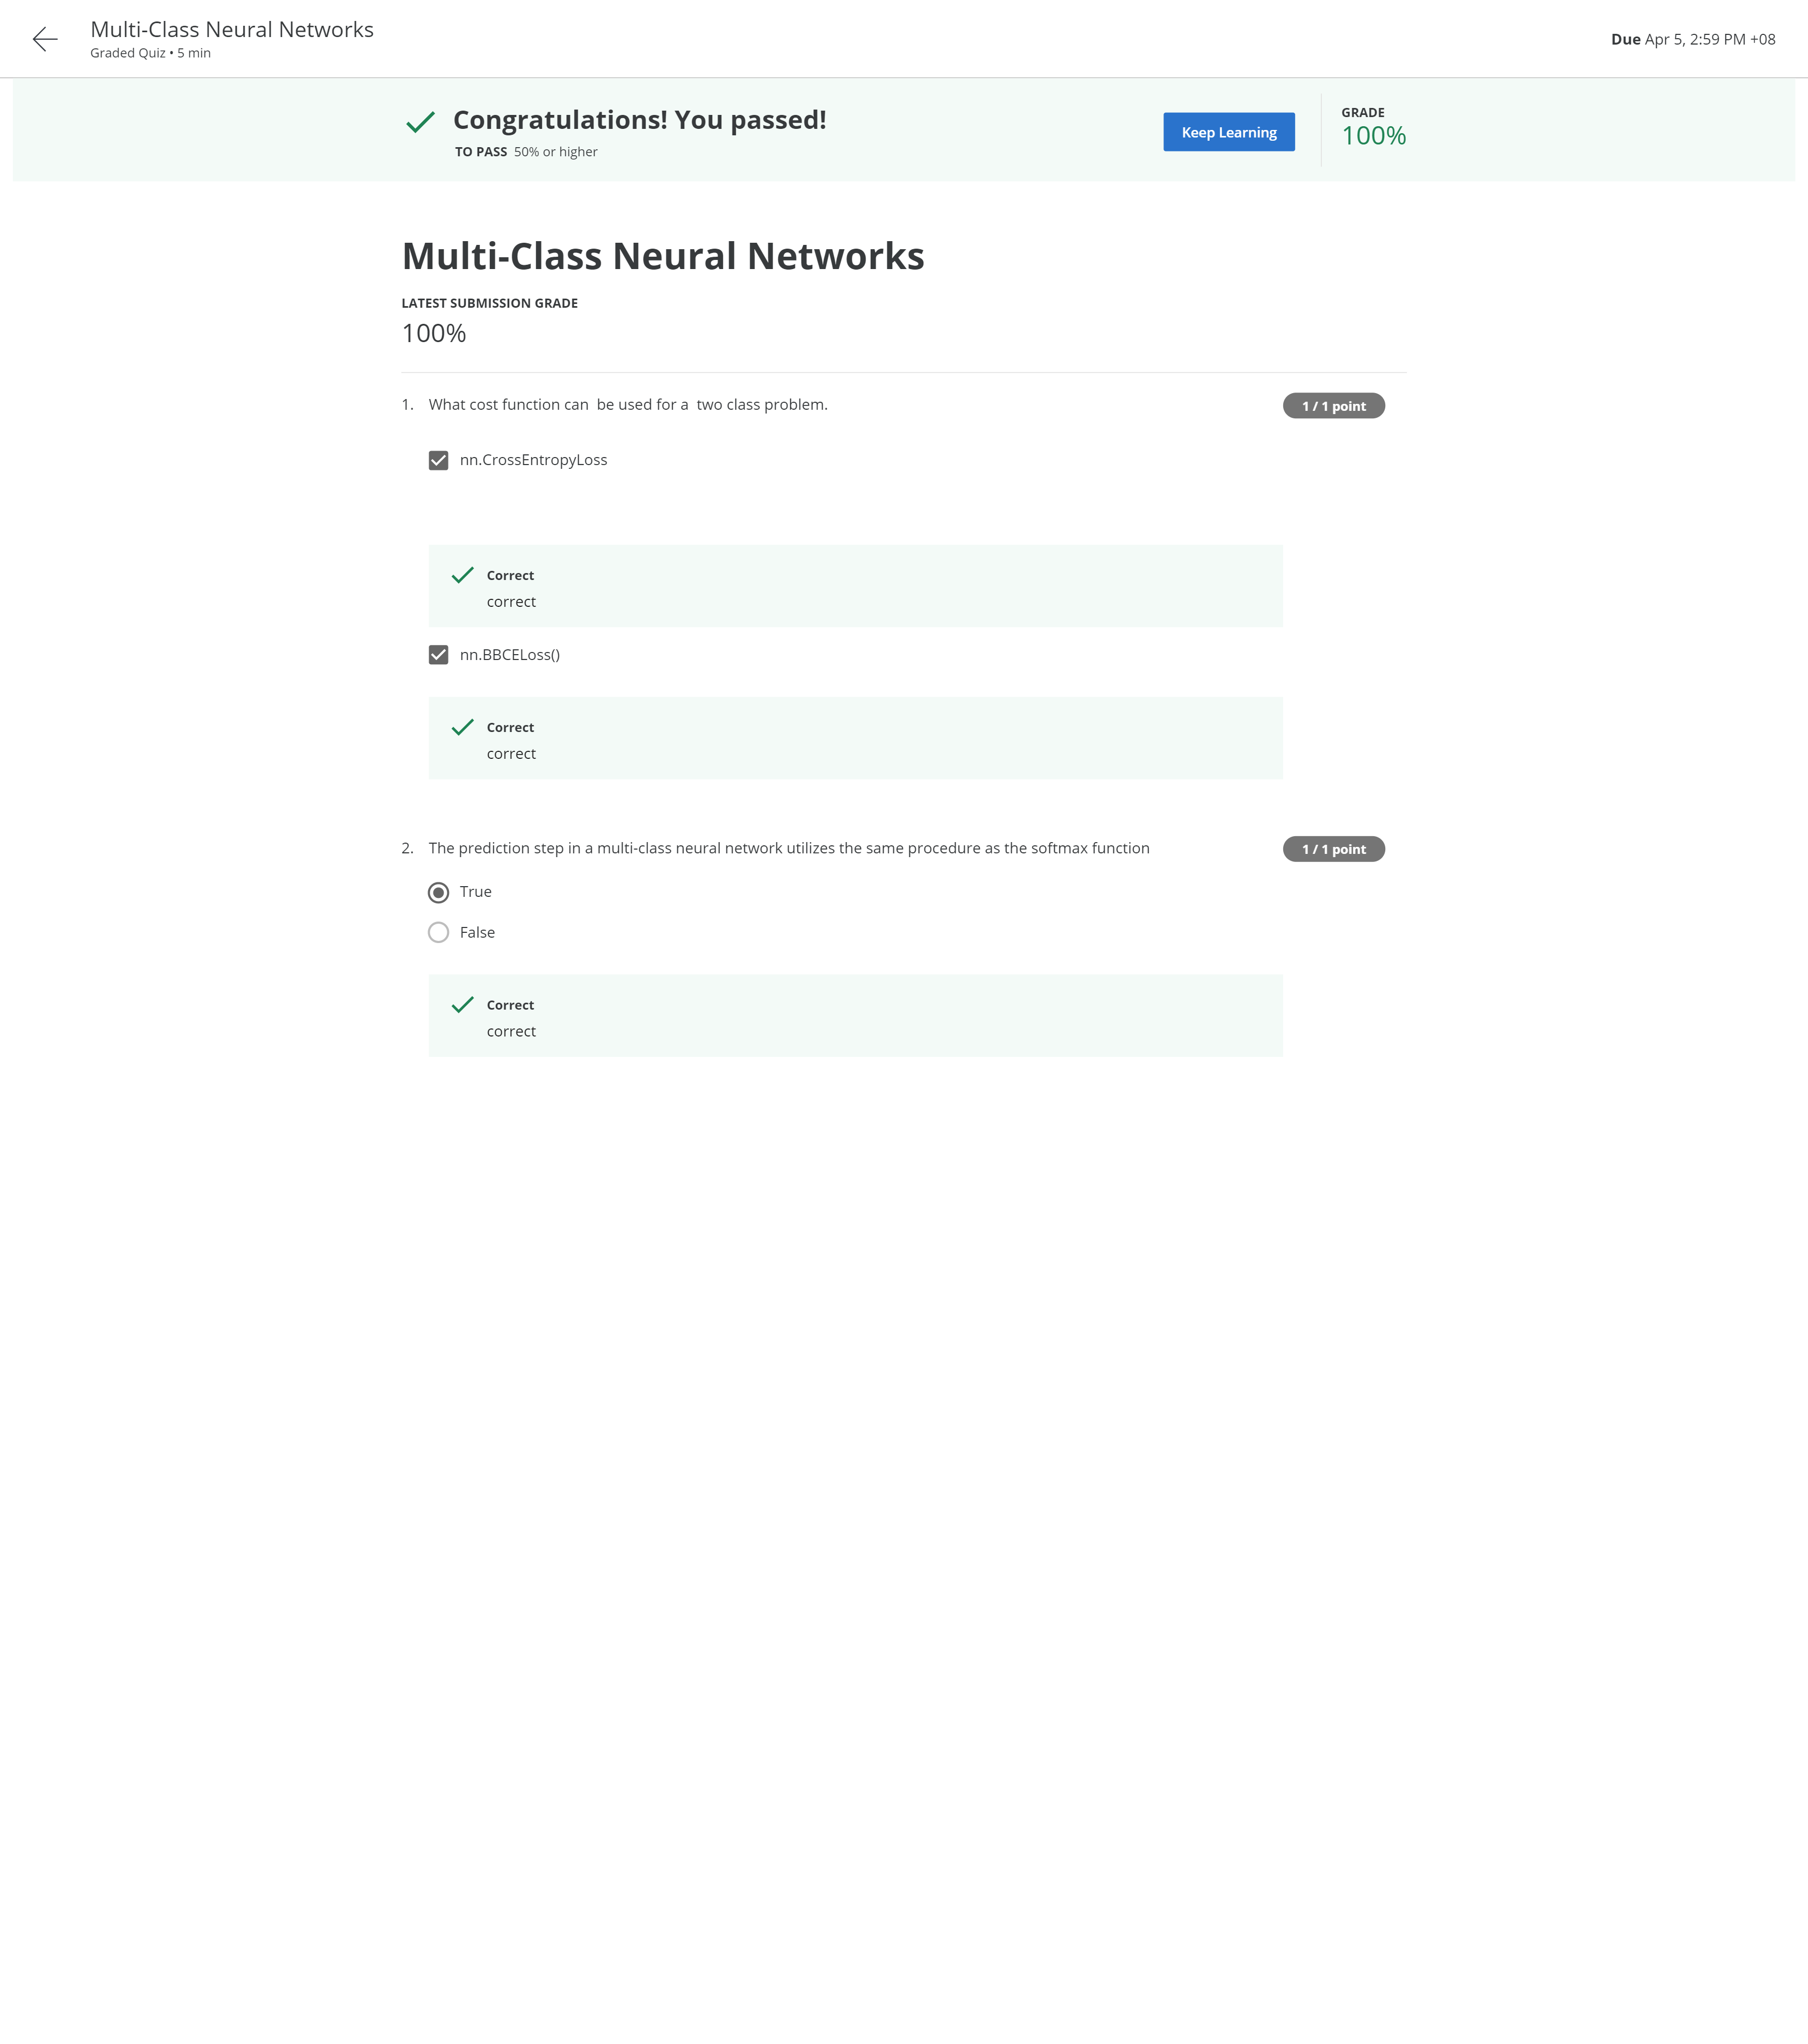 Multi-Class Neural Networks
Graded Quiz • 5 min
Due Apr 5, 2:59 PM +08
Congratulations! You passed!
TO PASS 50% or higher
Keep Learning
GRADE
100%
Multi-Class Neural Networks
LATEST SUBMISSION GRADE
100%
1. What cost function can  be used for a  two class problem.
1 / 1 point
nn.CrossEntropyLoss
Correct
correct
nn.BBCELoss()
Correct
correct
2. The prediction step in a multi-class neural network utilizes the same procedure as the softmax function
1 / 1 point
True
False
Correct
correct